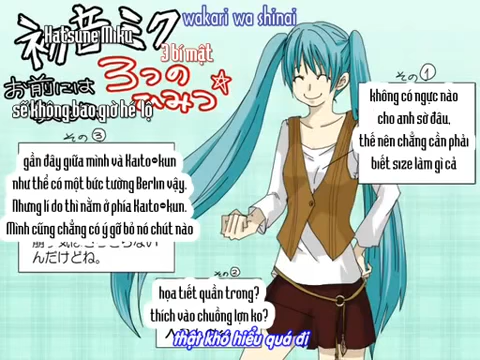 wakari wa shinai
初音ミク
Hatsune Miku
3 bí mật
お前には
3つの
ひみつ☆
sẽ không bao giờ hé lộ
その①
không có ngực nào
cho anh sờ đâu,
thế nên chẳng cần phải
biết size làm gì cả
その③
gần đây giữa mình và Kaito•kun
như thể có một bức tường Berlin vậy.
Nhưng lí do thì nằm ở phía Kaito•kun.
Mình cũng chẳng có ý gỡ bỏ nó chút nào
んだけどね。
その②
họa tiết quần trong?
thích vào chuồng lợn ko?
thật khó hiểu quá đi